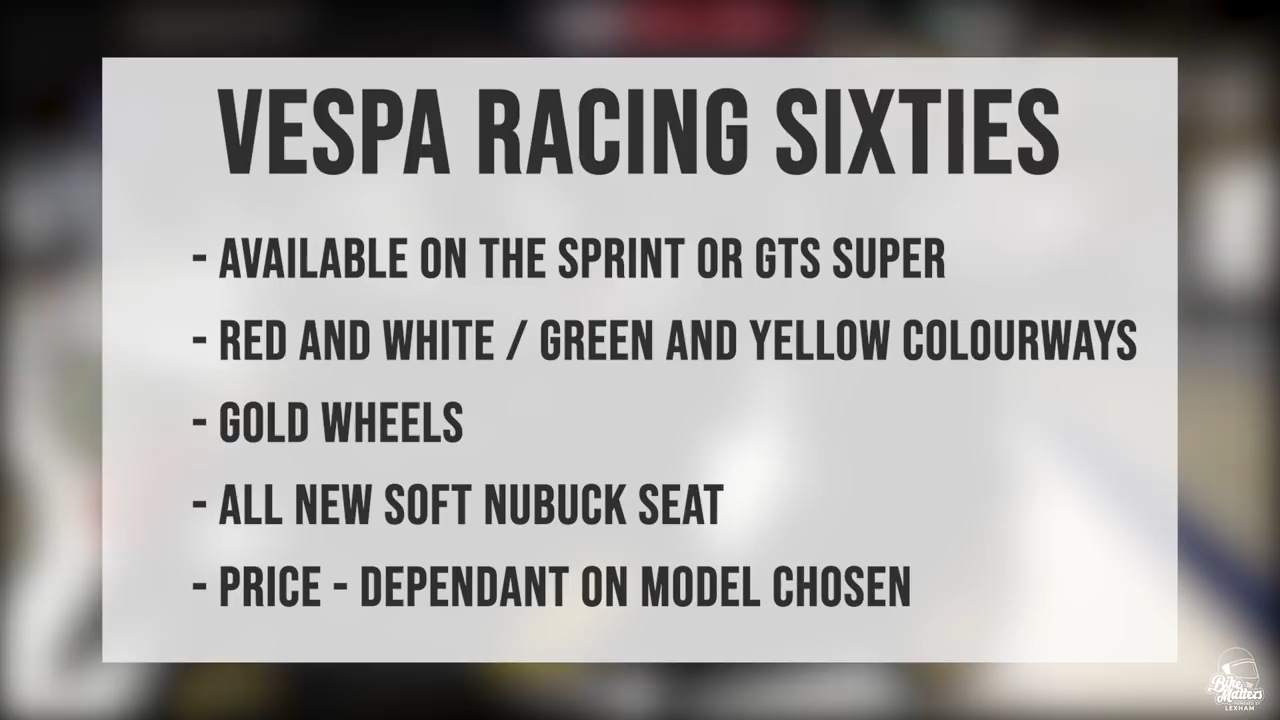 VESPA RACING SIXTIES
- AVAILABLE ON THE SPRINT OR GTS SUPER
- RED AND WHITE / GREEN AND YELLOW COLOURWAYS
- GOLD WHEELS
- ALL NEW SOFT NUBUCK SEAT
- PRICE - DEPENDANT ON MODEL CHOSEN
Bike
Matters
LEXHAM